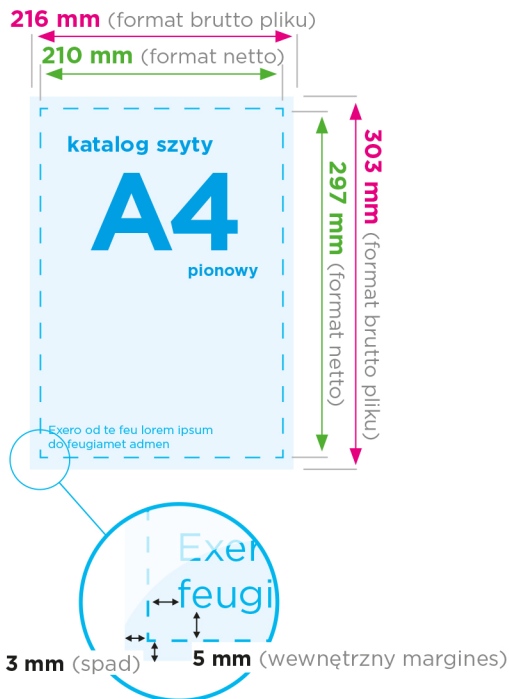 216 mm (format brutto pliku)
210 mm (format netto)
katalog szyty
A4
pionowy
297 mm (format netto)
303 mm (format brutto pliku)
Exero od te feu lorem ipsum
do feugiamet admen
Exer
feugi
3 mm (spad)
5 mm (wewnętrzny margines)